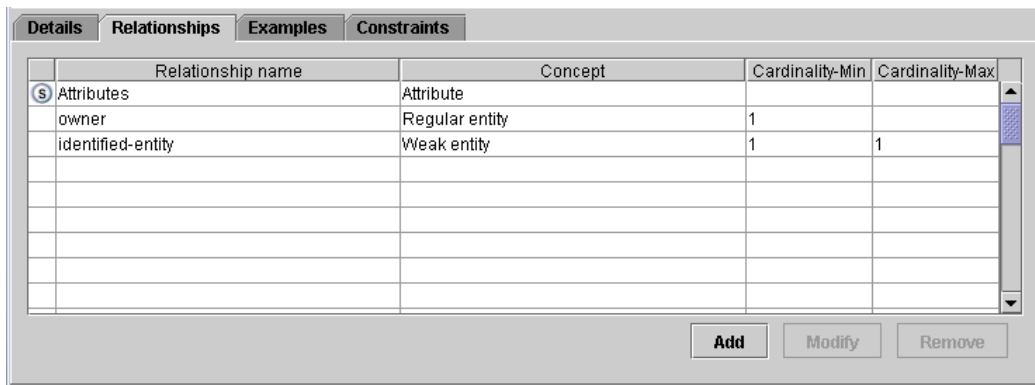 Details Relationships Examples Constraints
Relationship name Concept Cardinality-Min Cardinality-Max
S Attributes Attribute
owner Regular entity 1
identified-entity Weak entity 1 1
Add Modify Remove